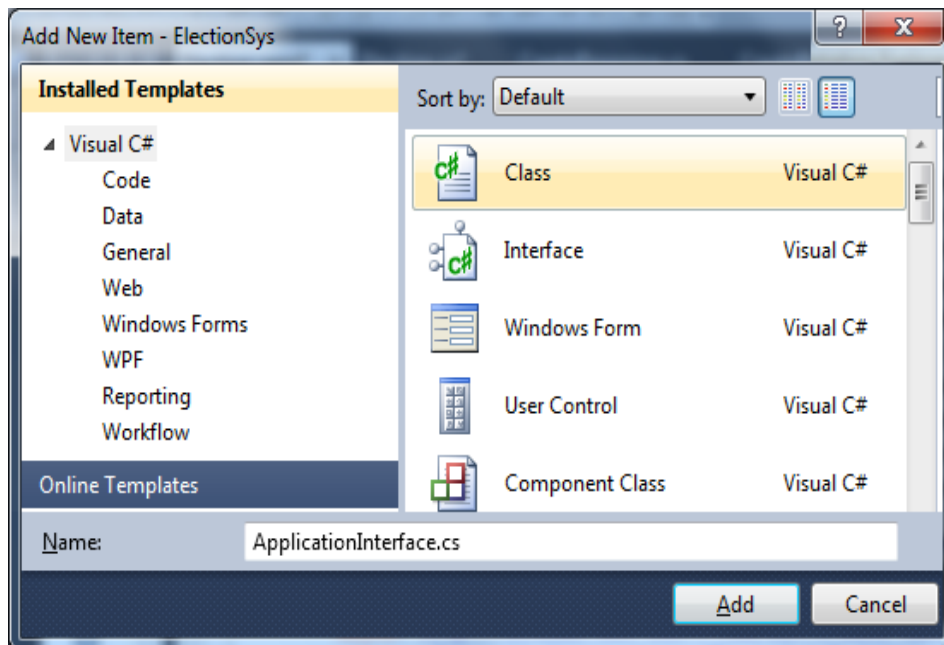 Add New Item - ElectionSys
Installed Templates
Visual C#
Code
Data
General
Web
Windows Forms
WPF
Reporting
Workflow
Online Templates
Sort by: Default
Class Visual C#
Interface Visual C#
Windows Form Visual C#
User Control Visual C#
Component Class Visual C#
Name: ApplicationInterface.cs
Add Cancel